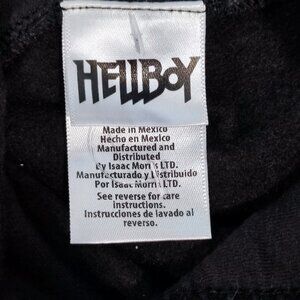 HELLBOY
Made in Mexico
Hecho en Mexico
Manufactured and
Distributed
By Isaac Morris LTD.
Manufacturado y Distribuido
Por Isaac Morris LTD.
See reverse for care
instructions.
Instrucciones de lavado al
reverso.